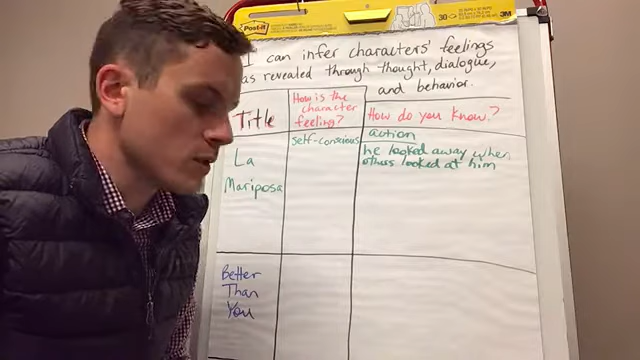 Post-it
30
3M
I can infer characters' feelings
as revealed through thought, dialogue,
and behavior.
Title
How is the
character
feeling?
How do you know?
La
Mariposa
self-conscious
action
he looked away when
others looked at him
Better
Than
You